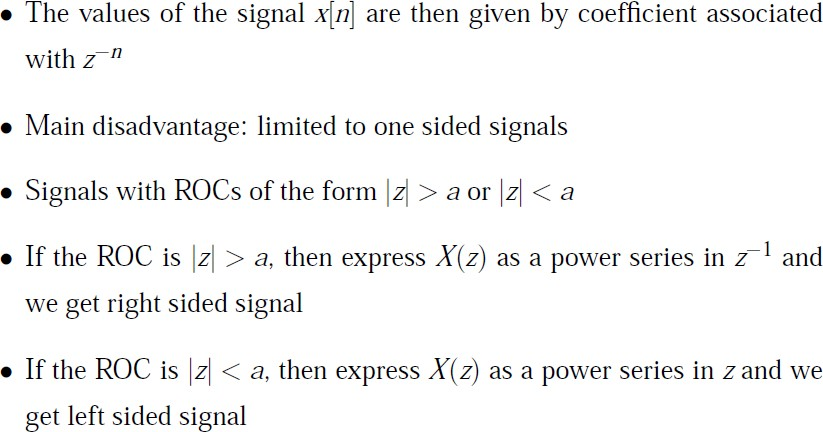 • The values of the signal x[n] are then given by coefficient associated
with z⁻ⁿ
• Main disadvantage: limited to one sided signals
• Signals with ROCs of the form |z| > a or |z| < a
• If the ROC is |z| > a, then express X(z) as a power series in z⁻¹ and
we get right sided signal
• If the ROC is |z| < a, then express X(z) as a power series in z and we
get left sided signal